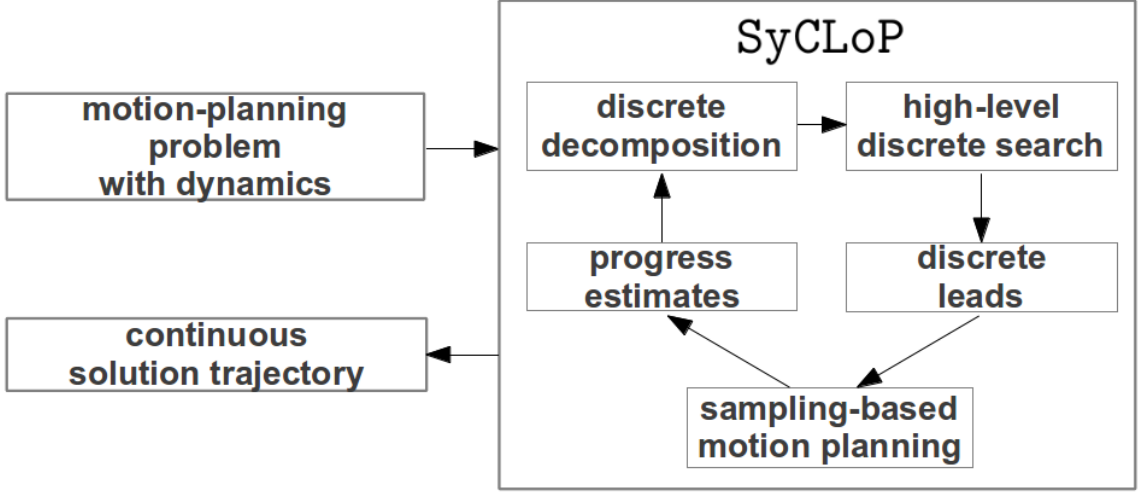 SyCLoP
motion-planning
problem
with dynamics
discrete
decomposition
high-level
discrete search
progress
estimates
discrete
leads
continuous
solution trajectory
sampling-based
motion planning